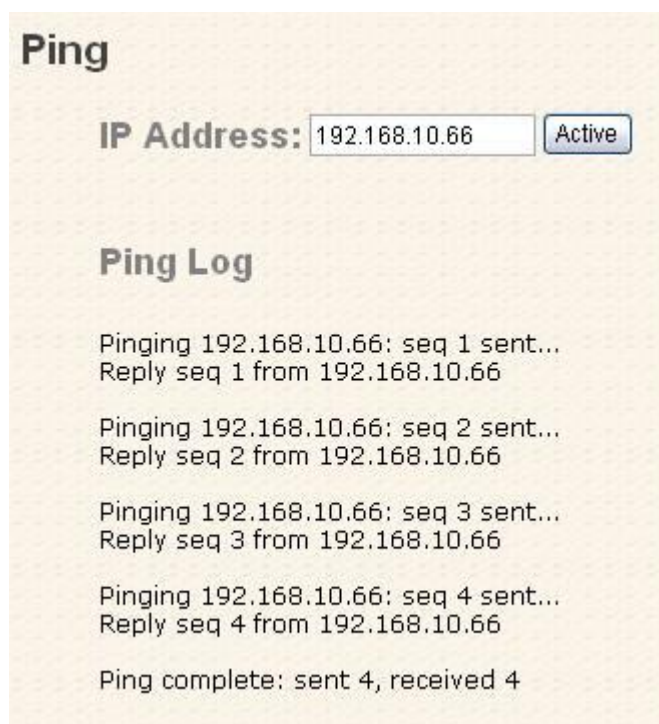 Ping
IP Address: 192.168.10.66 Active
Ping Log
Pinging 192.168.10.66: seq 1 sent...
Reply seq 1 from 192.168.10.66
Pinging 192.168.10.66: seq 2 sent...
Reply seq 2 from 192.168.10.66
Pinging 192.168.10.66: seq 3 sent...
Reply seq 3 from 192.168.10.66
Pinging 192.168.10.66: seq 4 sent...
Reply seq 4 from 192.168.10.66
Ping complete: sent 4, received 4